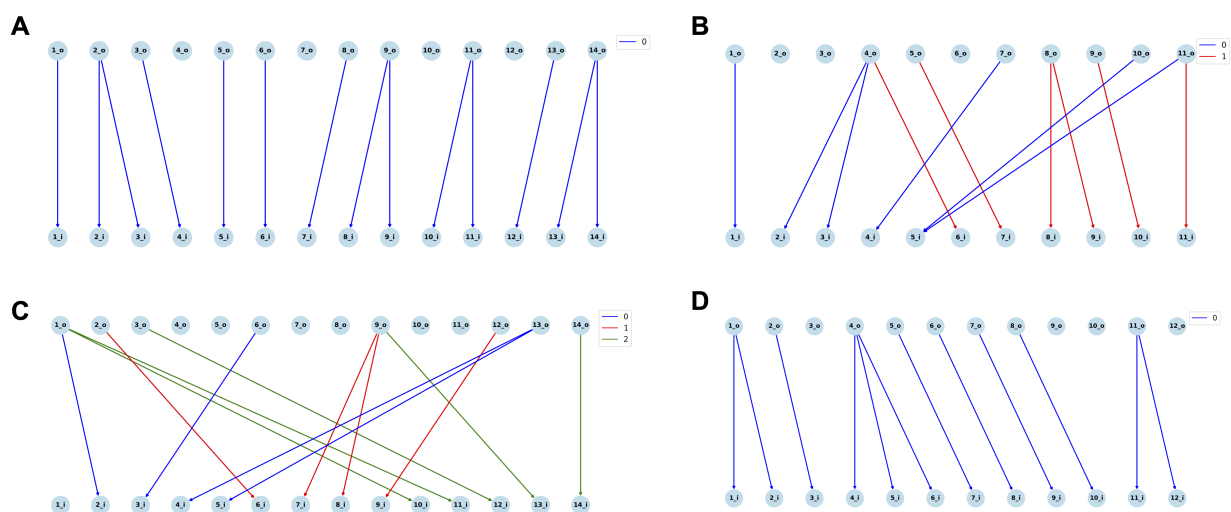 A
1_o 2_o 3_o 4_o 5_o 6_o 7_o 8_o 9_o 10_o 11_o 12_o 13_o 14_o
0
1_i 2_i 3_i 4_i 5_i 6_i 7_i 8_i 9_i 10_i 11_i 12_i 13_i 14_i
B
1_o 2_o 3_o 4_o 5_o 6_o 7_o 8_o 9_o 10_o 11_o
0
1
1_i 2_i 3_i 4_i 5_i 6_i 7_i 8_i 9_i 10_i 11_i
C
1_o 2_o 3_o 4_o 5_o 6_o 7_o 8_o 9_o 10_o 11_o 12_o 13_o 14_o
0
1
2
1_i 2_i 3_i 4_i 5_i 6_i 7_i 8_i 9_i 10_i 11_i 12_i 13_i 14_i
D
1_o 2_o 3_o 4_o 5_o 6_o 7_o 8_o 9_o 10_o 11_o 12_o
0
1_i 2_i 3_i 4_i 5_i 6_i 7_i 8_i 9_i 10_i 11_i 12_i